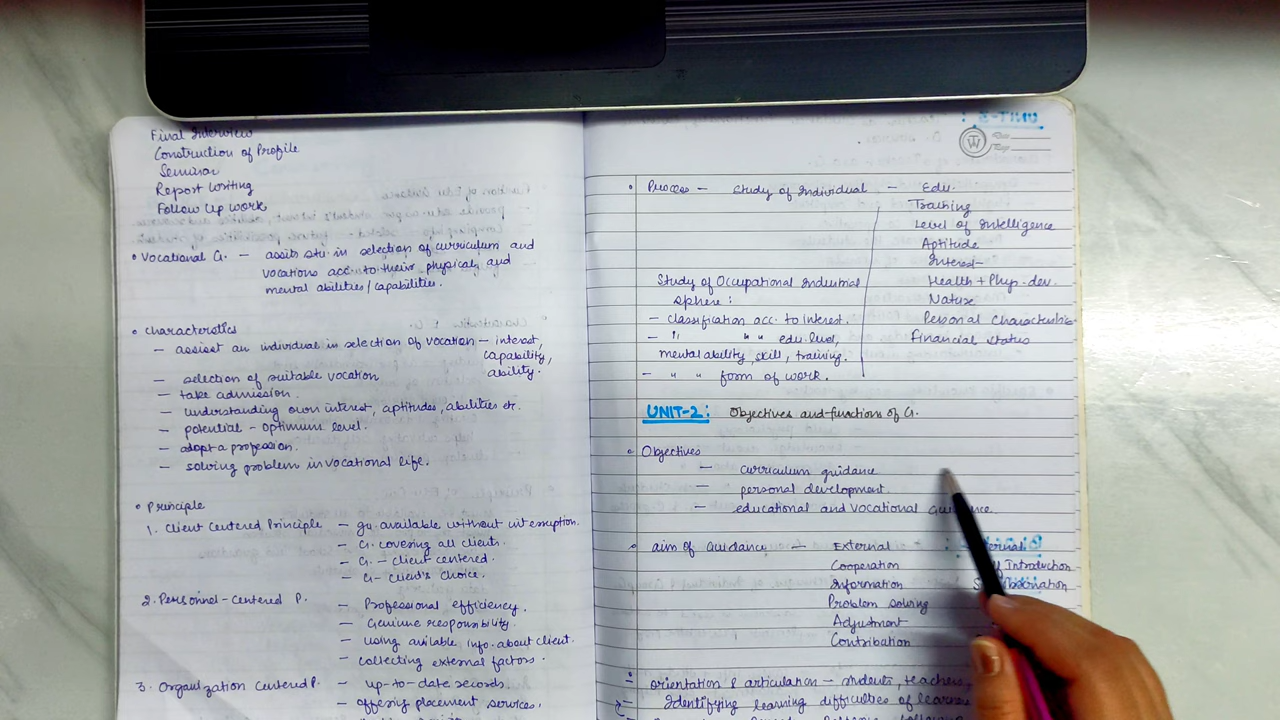 Final Interview
Construction of Profile
Seminar
Report Writing
Follow Up work
• Vocational G. – assits stu. in selection of curriculum and
vocations acc. to their physical and
mental abilities/capabilities.
• Characteristics
– assisst an individual in selection of vocation – interest,
capability,
ability.
– selection of suitable vocation
– take admission.
– understanding own interest, aptitudes, abilities etc.
– potential – optimum level.
– adopt a profession.
– solving problem in vocational life.
• Principle
1. Client Centered Principle – gu. available without interruption.
– G. covering all clients.
– G. – client centered.
– G – client's choice.
2. Personnel-Centered P. – Professional efficiency.
– Genuine responsibility.
– using avilable info. about client.
– collecting external factors.
3. Organization Centered P. – up-to-date records
– offering placement services.
UNIT-3:
• Process – Study of Individual – Edu.
Training
Level of Intelligence
Aptitude
Interest
Health + Phy. dev.
Nature
Personal Characteristics
Financial status
Study of Occupational Industrial
sphere:
– classification acc. to interest.
– " " " edu. level,
mental ability, skill, training.
– " " form of work.
UNIT-2: Objectives and functions of G.
• Objectives
– curriculum guidance
– personal development.
– educational and vocational Guidance.
• aim of Guidance – External
Cooperation Introduction
Information
Problem solving
Adjustment
Contribution
– orientation & articulation – students, teachers,
– Identifying learning difficulties of learners